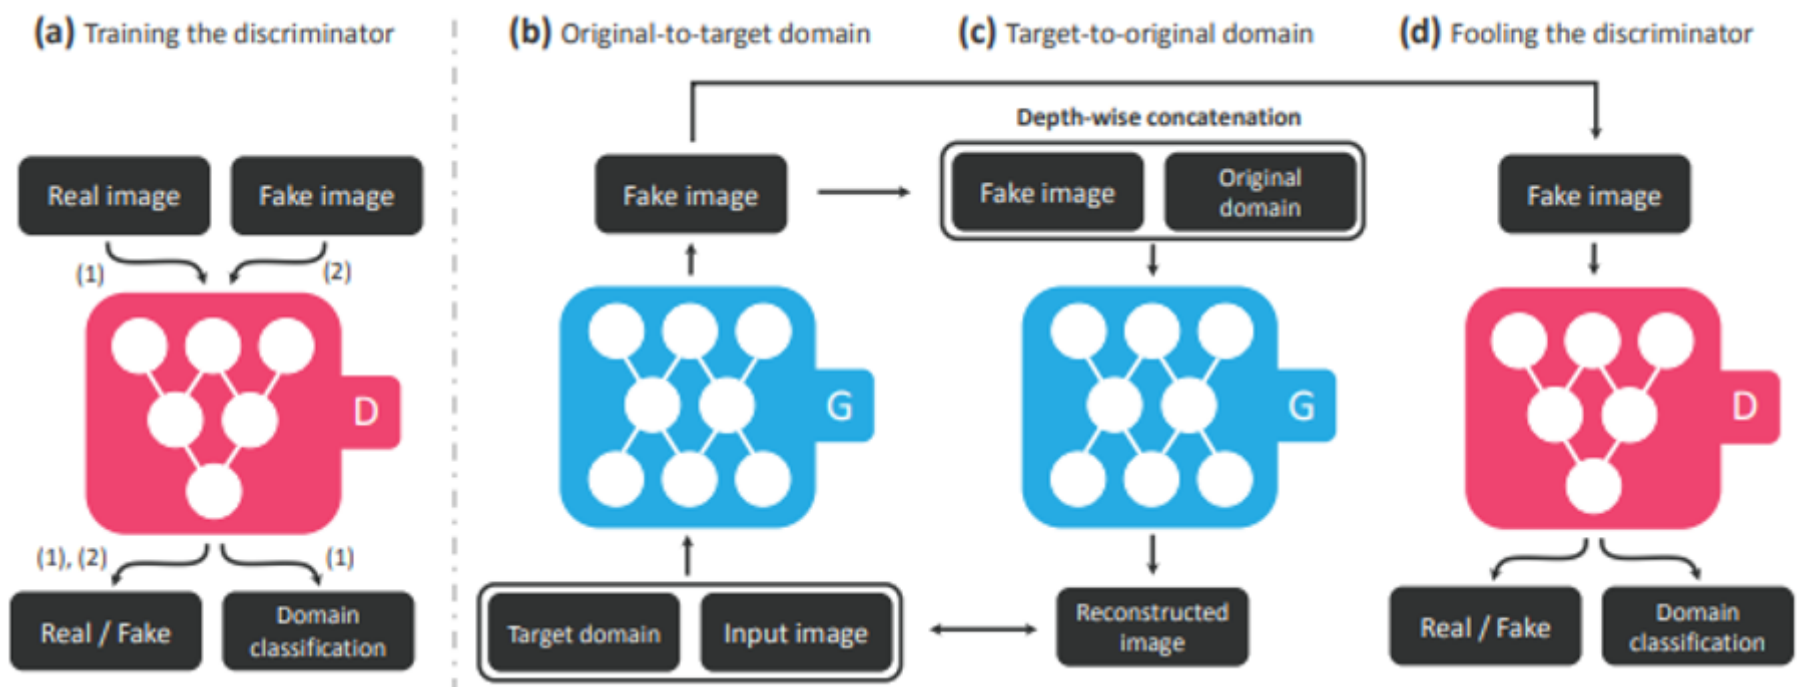 (a) Training the discriminator
(b) Original-to-target domain
(c) Target-to-original domain
(d) Fooling the discriminator
Depth-wise concatenation
Real image
Fake image
(1)
(2)
D
(1), (2)
(1)
Real / Fake
Domain
classification
Fake image
G
Target domain
Input image
Fake image
Original
domain
G
Reconstructed
image
Fake image
D
Real / Fake
Domain
classification